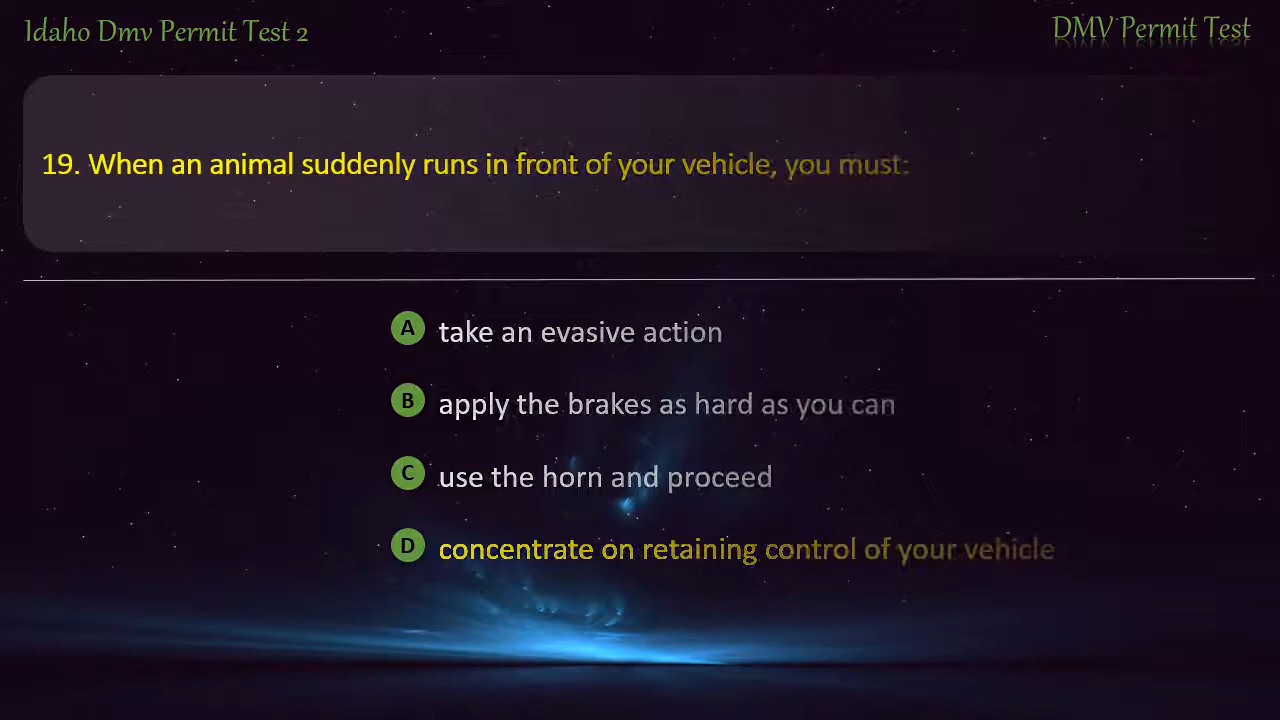 Idaho Dmv Permit Test 2
DMV Permit Test
19. When an animal suddenly runs in front of your vehicle, you must:
A take an evasive action
B apply the brakes as hard as you can
C use the horn and proceed
D concentrate on retaining control of your vehicle